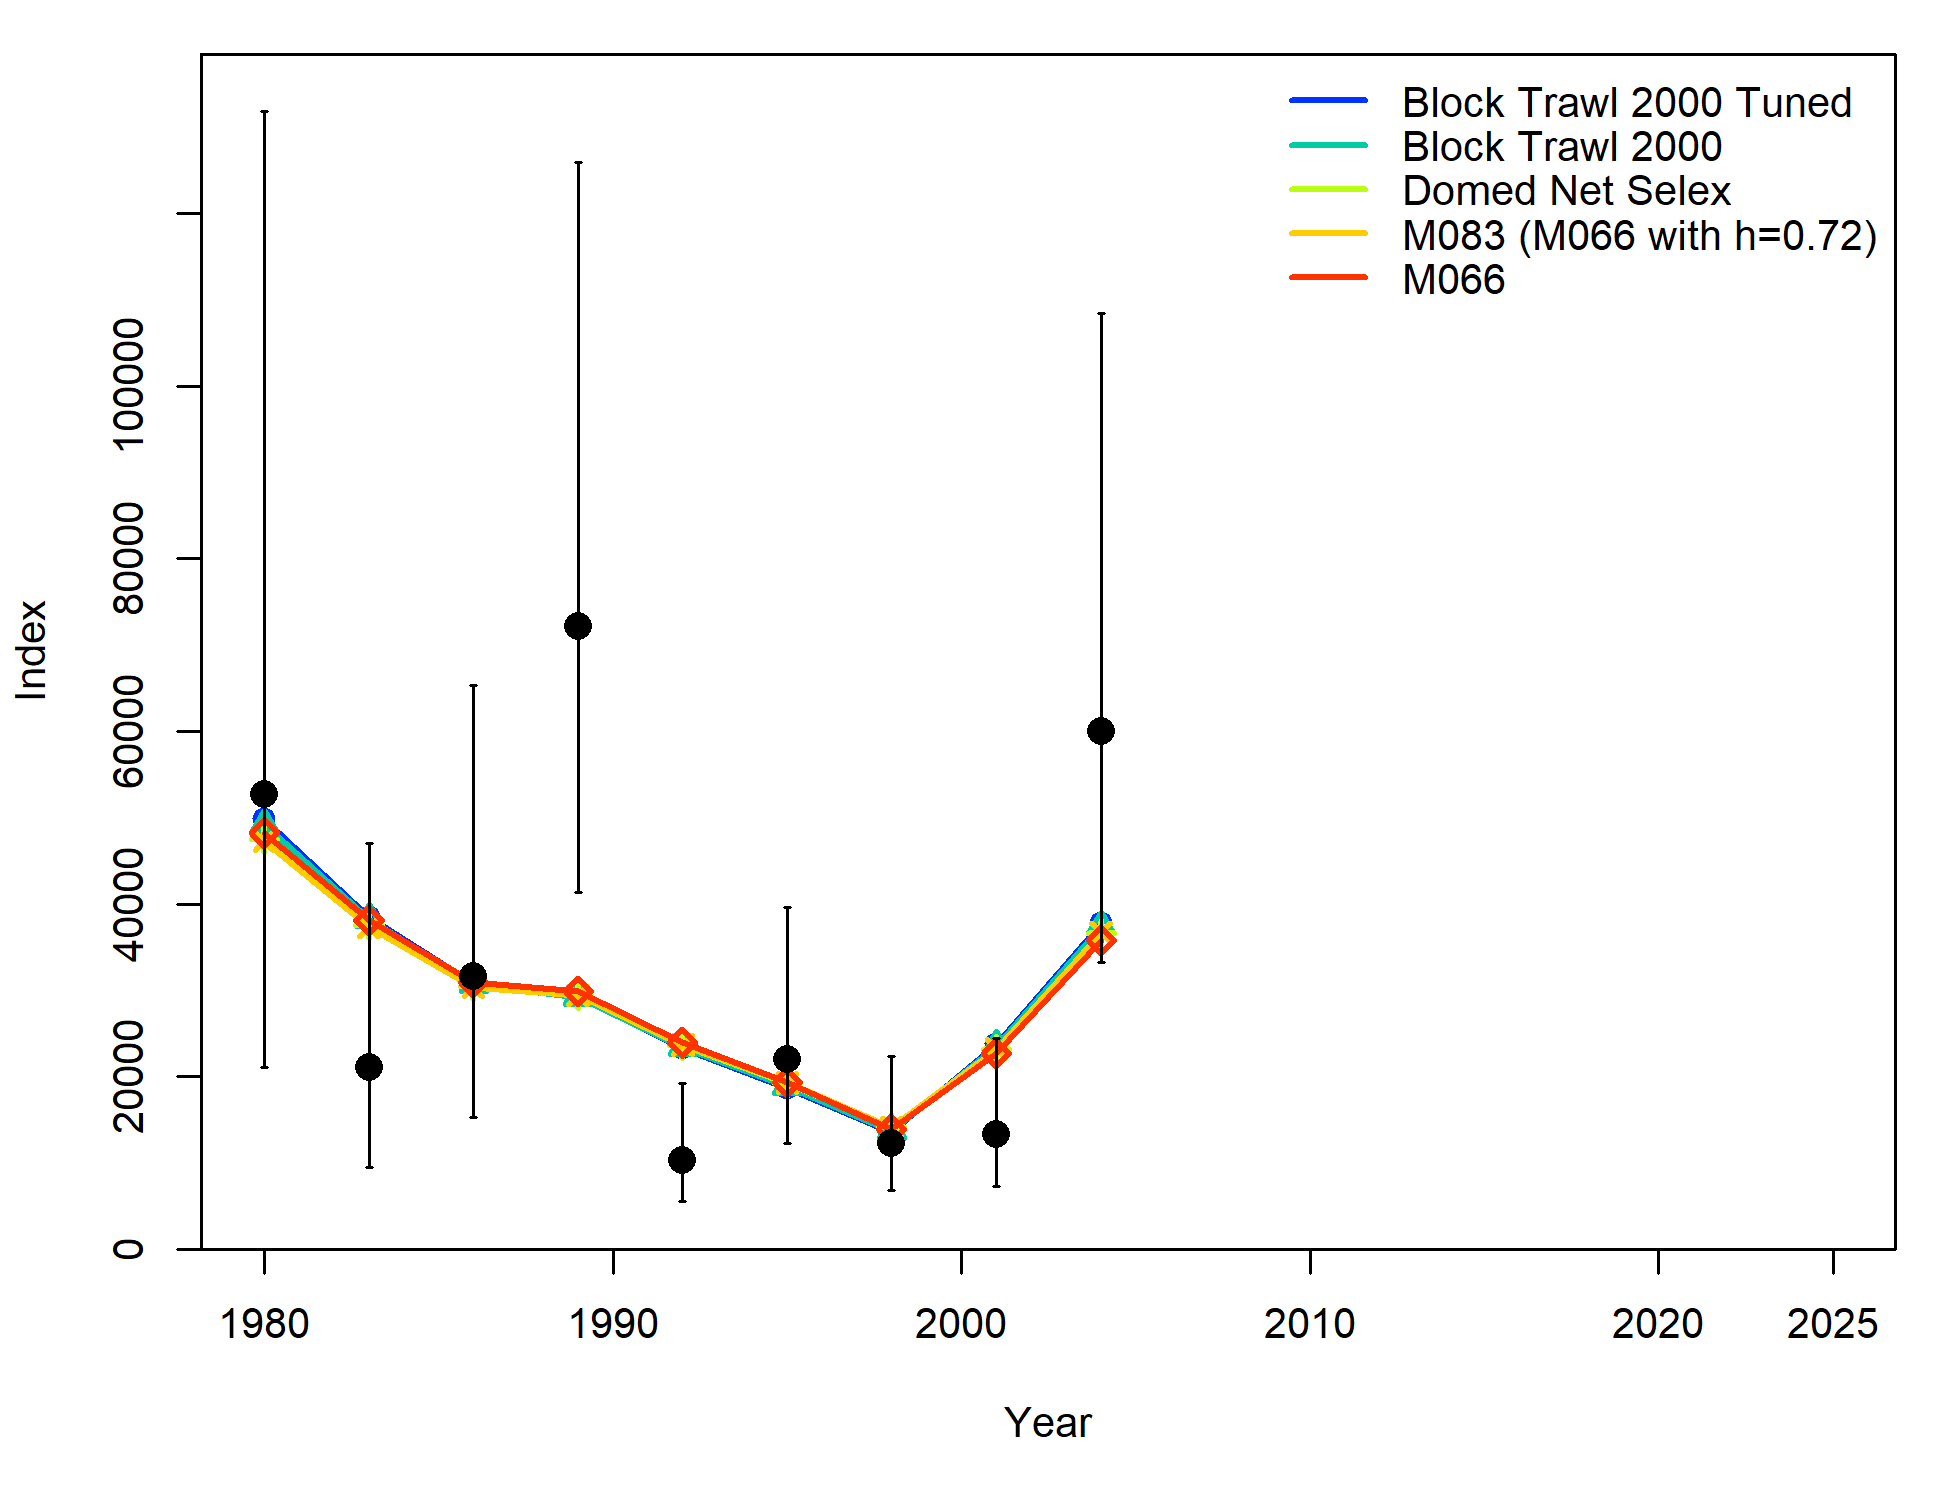 Block Trawl 2000 Tuned
Block Trawl 2000
Domed Net Selex
M083 (M066 with h=0.72)
M066
Index
100000
80000
60000
40000
20000
0
1980 1990 2000 2010 2020 2025
Year